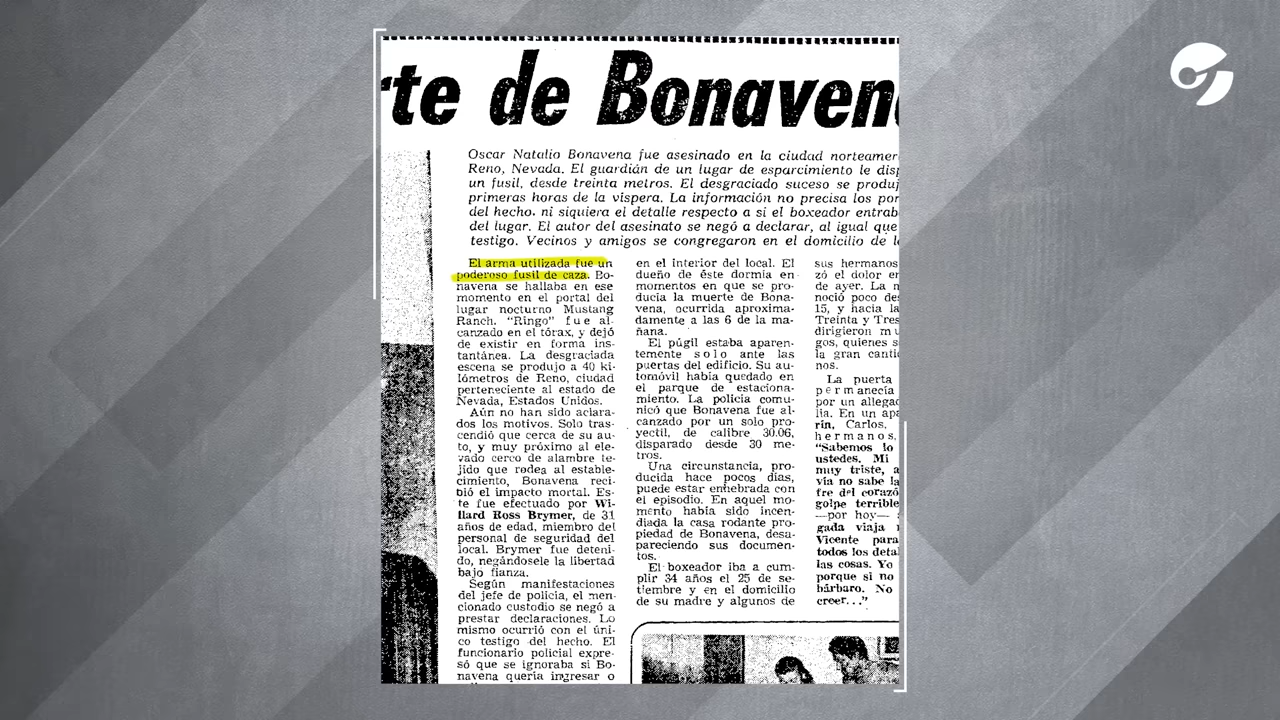 rte de Bonaven
Oscar Natalio Bonavena fue asesinado en la ciudad norteamer
Reno, Nevada. El guardián de un lugar de esparcimiento le dis
un fusil, desde treinta metros. El desgraciado suceso se produj
primeras horas de la víspera. La información no precisa los por
del hecho, ni siquiera el detalle respecto a si el boxeador entrab
del lugar. El autor del asesinato se negó a declarar, al igual que
testigo. Vecinos y amigos se congregaron en el domicilio de l
El arma utilizada fue un
poderoso fusil de caza. Bo-
navena se hallaba en ese
momento en el portal del
lugar nocturno Mustang
Ranch. "Ringo" fue al-
canzado en el tórax, y dejó
de existir en forma ins-
tantánea. La desgraciada
escena se produjo a 40 ki-
lómetros de Reno, ciudad
perteneciente al estado de
Nevada, Estados Unidos.
Aún no han sido aclara-
dos los motivos. Solo tras-
cendió que cerca de su au-
to, y muy próximo al ele-
vado cerco de alambre te-
jido que rodea al estable-
cimiento, Bonavena reci-
bió el impacto mortal. Es-
te fue efectuado por Wi-
llard Ross Brymer, de 31
años de edad, miembro del
personal de seguridad del
local. Brymer fue deteni-
do, negándosele la libertad
bajo fianza.
Según manifestaciones
del jefe de policía, el men-
cionado custodio se negó a
prestar declaraciones. Lo
mismo ocurrió con el úni-
co testigo del hecho. El
funcionario policial expre-
só que se ignoraba si Bo-
navena quería ingresar o
en el interior del local. El
dueño de éste dormía en
momentos en que se pro-
ducía la muerte de Bona-
vena, ocurrida aproxima-
damente a las 6 de la ma-
ñana.
El púgil estaba aparen-
temente solo ante las
puertas del edificio. Su au-
tomóvil había quedado en
el parque de estaciona-
miento. La policía comu-
nicó que Bonavena fue al-
canzado por un solo pro-
yectil, de calibre 30.06,
disparado desde 30 me-
tros.
Una circunstancia, pro-
ducida hace pocos días,
puede estar enhebrada con
el episodio. En aquel mo-
mento había sido incen-
diada la casa rodante pro-
piedad de Bonavena, desa-
pareciendo sus documen-
tos.
El boxeador iba a cum-
plir 34 años el 25 de se-
tiembre y en el domicilio
de su madre y algunos de
sus hermanos
zó el dolor en
de ayer. La n
noció poco des
15, y hacia la
Treinta y Tres
dirigieron mu
gos, quienes s
la gran canti
nos.
La puerta
permanecía
por un allega
lia. En un apa
rín, Carlos,
hermanos,
"Sabemos lo
ustedes. Mi
muy triste, a
vía no sabe la
fre del corazó
golpe terrible
—por hoy— s
gada viaja
Vicente para
todos los deta
las cosas. Yo
porque si no
bárbaro. No
creer..."